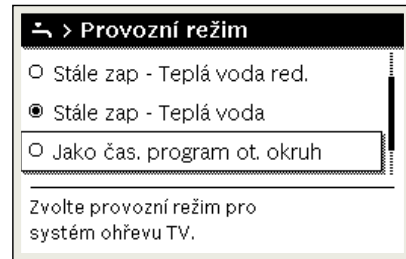 > Provozní režim
Stále zap - Teplá voda red.
Stále zap - Teplá voda
Jako čas. program ot. okruh
Zvolte provozní režim pro
systém ohřevu TV.